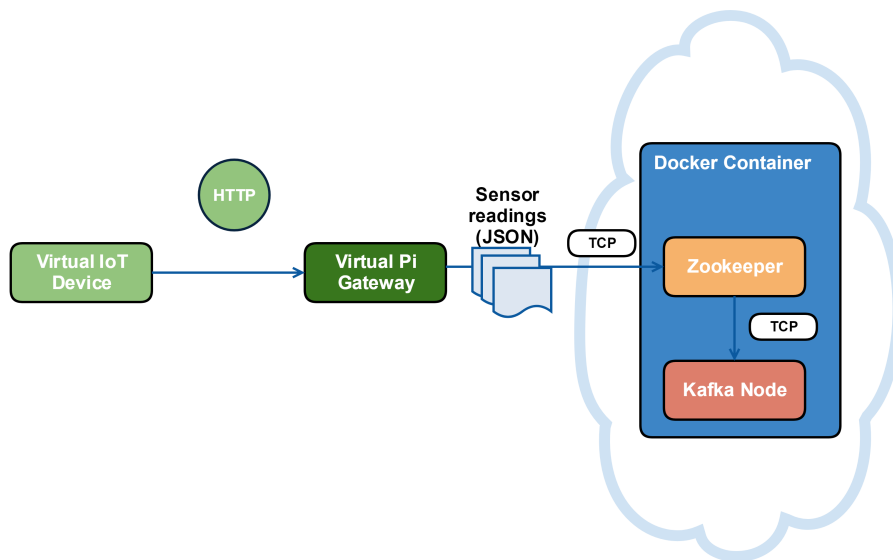 HTTP
Virtual IoT
Device
Virtual Pi
Gateway
Sensor
readings
(JSON)
TCP
Docker Container
Zookeeper
TCP
Kafka Node